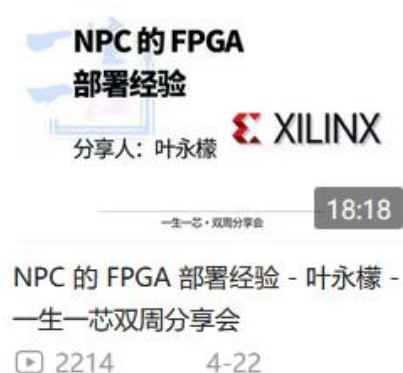 NPC 的 FPGA
部署经验
XILINX
分享人：叶永檬
一生一芯·双周分享会
18:18
NPC 的 FPGA 部署经验 - 叶永檬 -
一生一芯双周分享会
2214 4-22